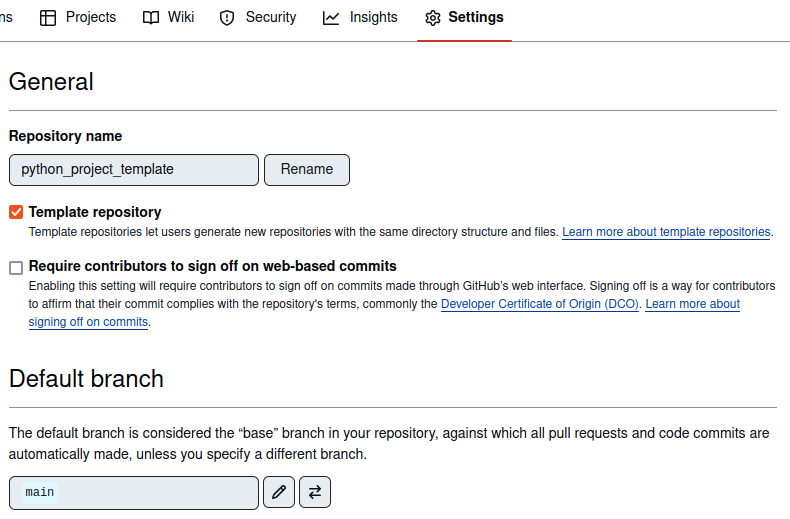 ns Projects Wiki Security Insights Settings
General
Repository name
python_project_template Rename
Template repository
Template repositories let users generate new repositories with the same directory structure and files. Learn more about template repositories.
Require contributors to sign off on web-based commits
Enabling this setting will require contributors to sign off on commits made through GitHub’s web interface. Signing off is a way for contributors
to affirm that their commit complies with the repository's terms, commonly the Developer Certificate of Origin (DCO). Learn more about
signing off on commits.
Default branch
The default branch is considered the “base” branch in your repository, against which all pull requests and code commits are
automatically made, unless you specify a different branch.
main